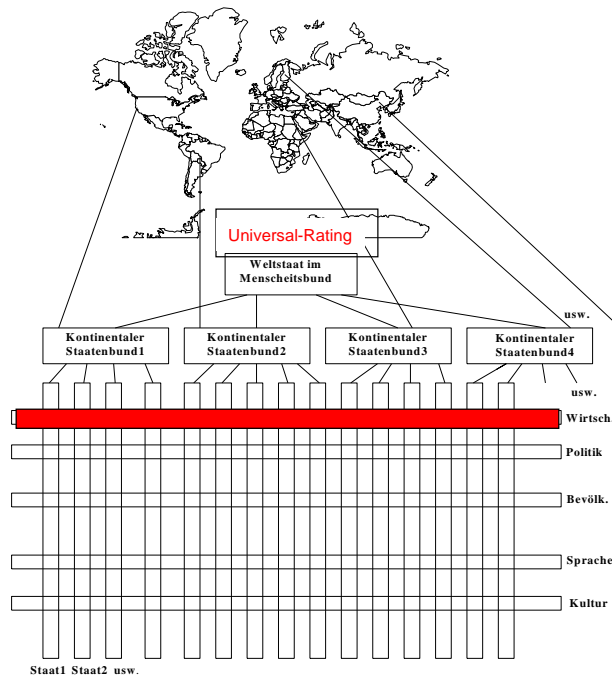 Universal-Rating
Weltstaat im
Menscheitsbund
usw.
Kontinentaler
Staatenbund1
Kontinentaler
Staatenbund2
Kontinentaler
Staatenbund3
Kontinentaler
Staatenbund4
usw.
Wirtsch.
Politik
Bevölk.
Sprache
Kultur
Staat1 Staat2 usw.